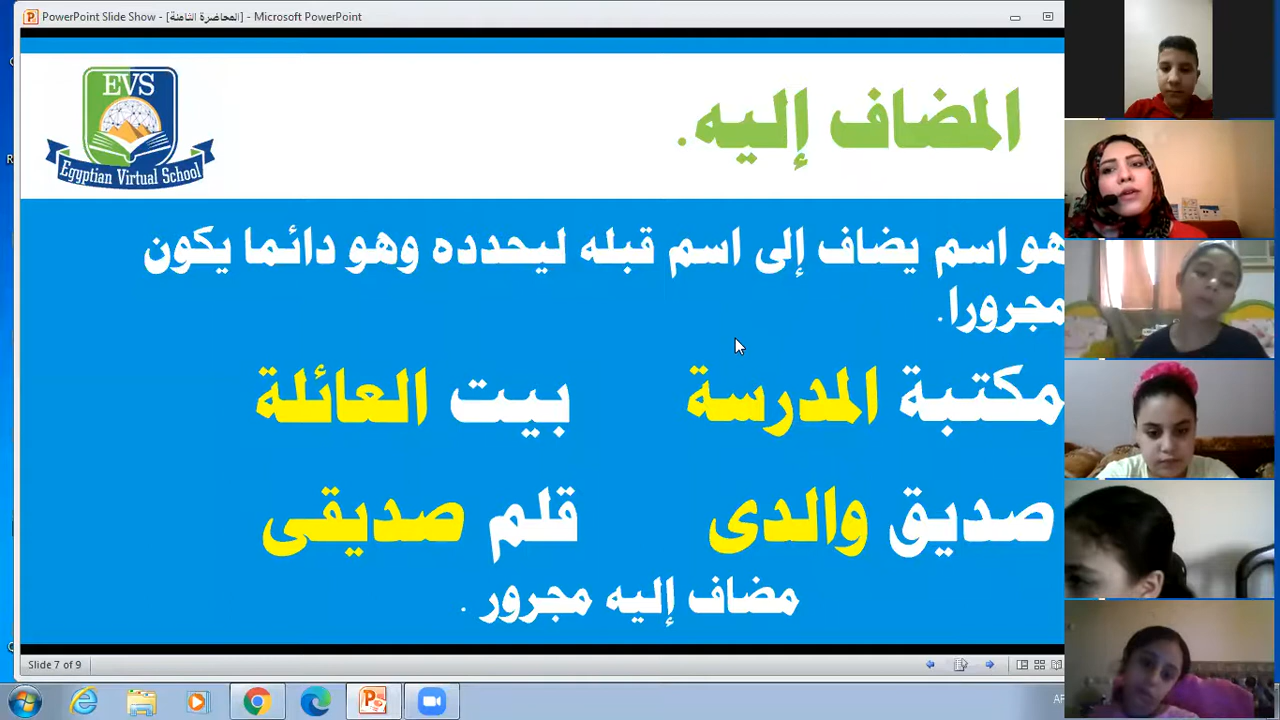 PowerPoint Slide Show - [المحاضرة الثامنة] - Microsoft PowerPoint
EVS
Egyptian Virtual School
المضاف إليه.
هو اسم يضاف إلى اسم قبله ليحدده وهو دائما يكون
مجرورا.
مكتبة المدرسة بيت العائلة
صديق والدى قلم صديقى
مضاف إليه مجرور .
Slide 7 of 9